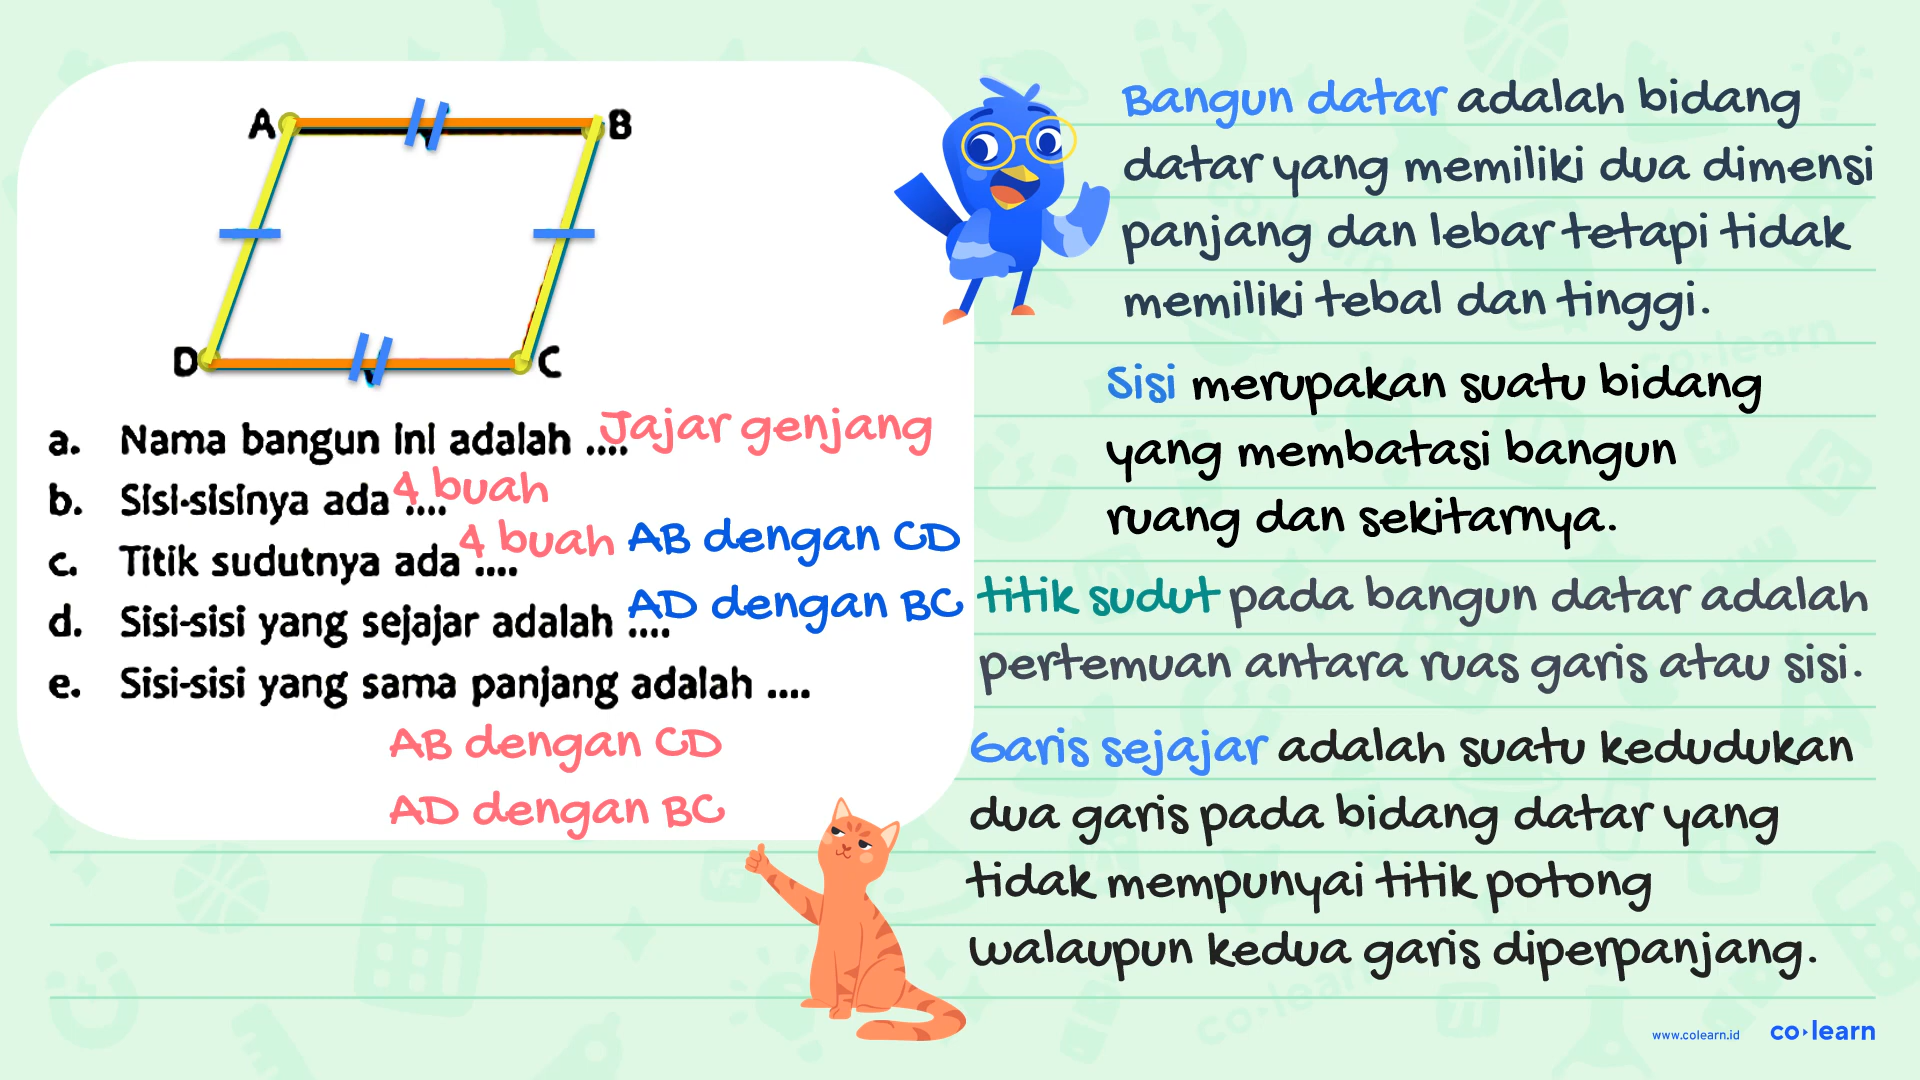 A
B
D
C
a. Nama bangun ini adalah .... Jajar genjang
b. Sisi-sisinya ada .... 4 buah
c. Titik sudutnya ada .... 4 buah
d. Sisi-sisi yang sejajar adalah ....
AB dengan CD
AD dengan BC
e. Sisi-sisi yang sama panjang adalah ....
AB dengan CD
AD dengan BC
Bangun datar adalah bidang
datar yang memiliki dua dimensi
panjang dan lebar tetapi tidak
memiliki tebal dan tinggi.
Sisi merupakan suatu bidang
yang membatasi bangun
ruang dan sekitarnya.
titik sudut pada bangun datar adalah
pertemuan antara ruas garis atau sisi.
Garis sejajar adalah suatu kedudukan
dua garis pada bidang datar yang
tidak mempunyai titik potong
walaupun kedua garis diperpanjang.
www.colearn.id
co learn